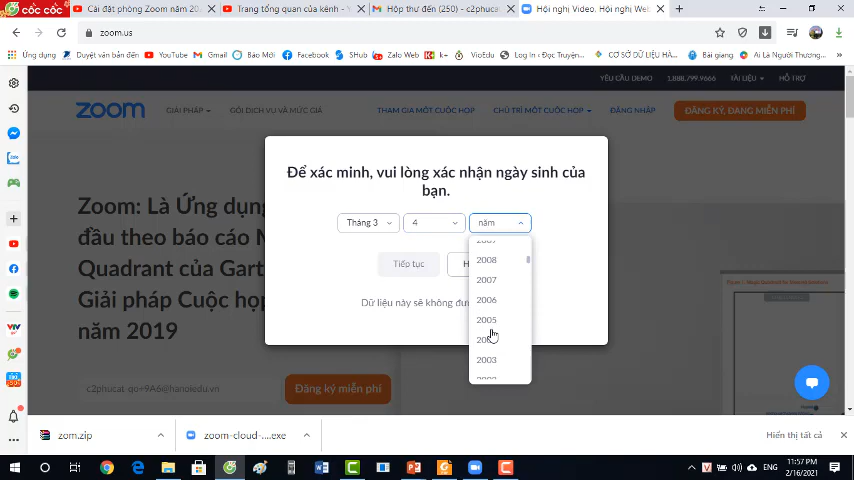 cốc cốc
Cài đặt phòng Zoom năm 20
Trang tổng quan của kênh -
Hộp thư đến (250) - c2phucat
Hội nghị Video. Hội nghị Web
zoom.us
Ứng dụng
Duyệt văn bản đến
YouTube
Gmail
Báo Mới
Facebook
SHub
Zalo Web
k+
VioEdu
Log in ‹ Đọc Truyện...
CƠ SỞ DỮ LIỆU HÀ...
Bài giảng
Ai Là Người Thương...
YÊU CẦU DEMO
1.888.799.9666
TÀI LIỆU
HỖ TRỢ
zoom
GIẢI PHÁP
GÓI DỊCH VỤ VÀ MỨC GIÁ
THAM GIA MỘT CUỘC HỌP
CHỦ TRÌ MỘT CUỘC HỌP
ĐĂNG NHẬP
ĐĂNG KÝ, ĐANG MIỄN PHÍ
Để xác minh, vui lòng xác nhận ngày sinh của
bạn.
Tháng 3
4
năm
2008
2007
2006
2005
2003
Tiếp tục
H
Dữ liệu này sẽ không đư
Zoom: Là Ứng dụng
đầu theo báo cáo M
Quadrant của Gart
Giải pháp Cuộc họp
năm 2019
c2phucat.go+9A6@hanoiedu.vn
Đăng ký miễn phí
zom.zip
zoom-cloud-....exe
Hiển thị tất cả
ENG
11:57 PM
2/16/2021